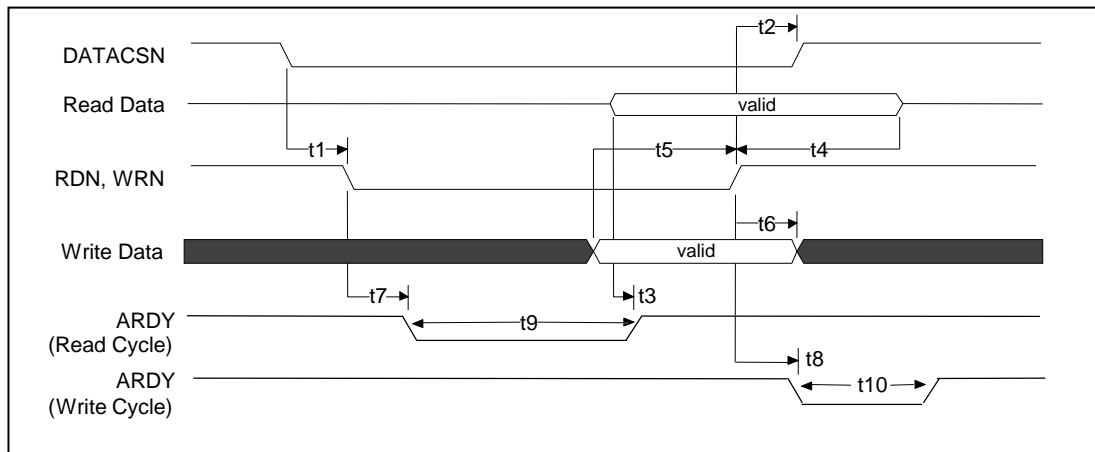 t2
DATACSN
Read Data
valid
t1
t5
t4
RDN, WRN
t6
Write Data
valid
t7
t3
ARDY
t9
(Read Cycle)
t8
ARDY
t10
(Write Cycle)